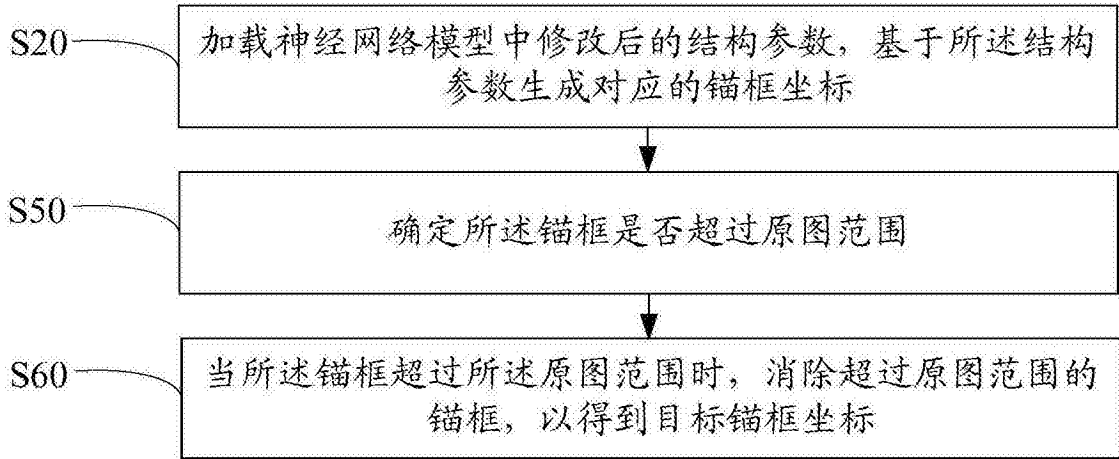 S20
加载神经网络模型中修改后的结构参数，基于所述结构
参数生成对应的锚框坐标
S50
确定所述锚框是否超过原图范围
S60
当所述锚框超过所述原图范围时，消除超过原图范围的
锚框，以得到目标锚框坐标